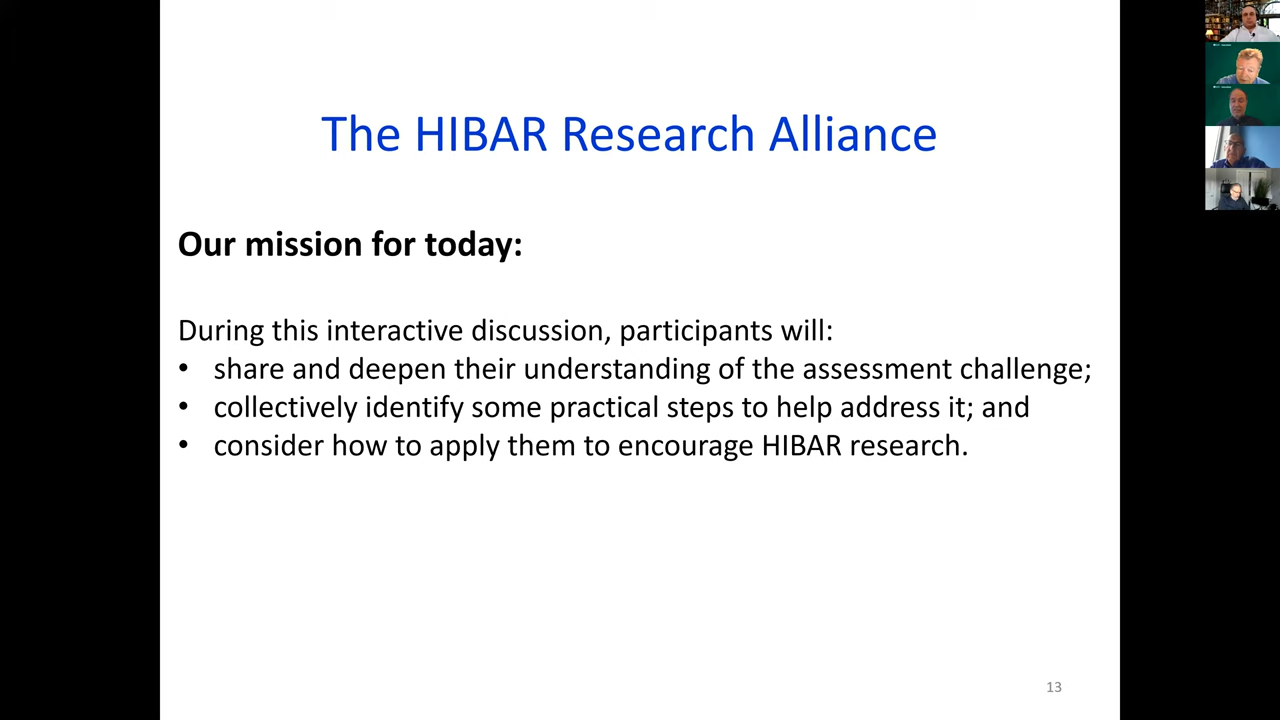 The HIBAR Research Alliance
Our mission for today:
During this interactive discussion, participants will:
• share and deepen their understanding of the assessment challenge;
• collectively identify some practical steps to help address it; and
• consider how to apply them to encourage HIBAR research.
13